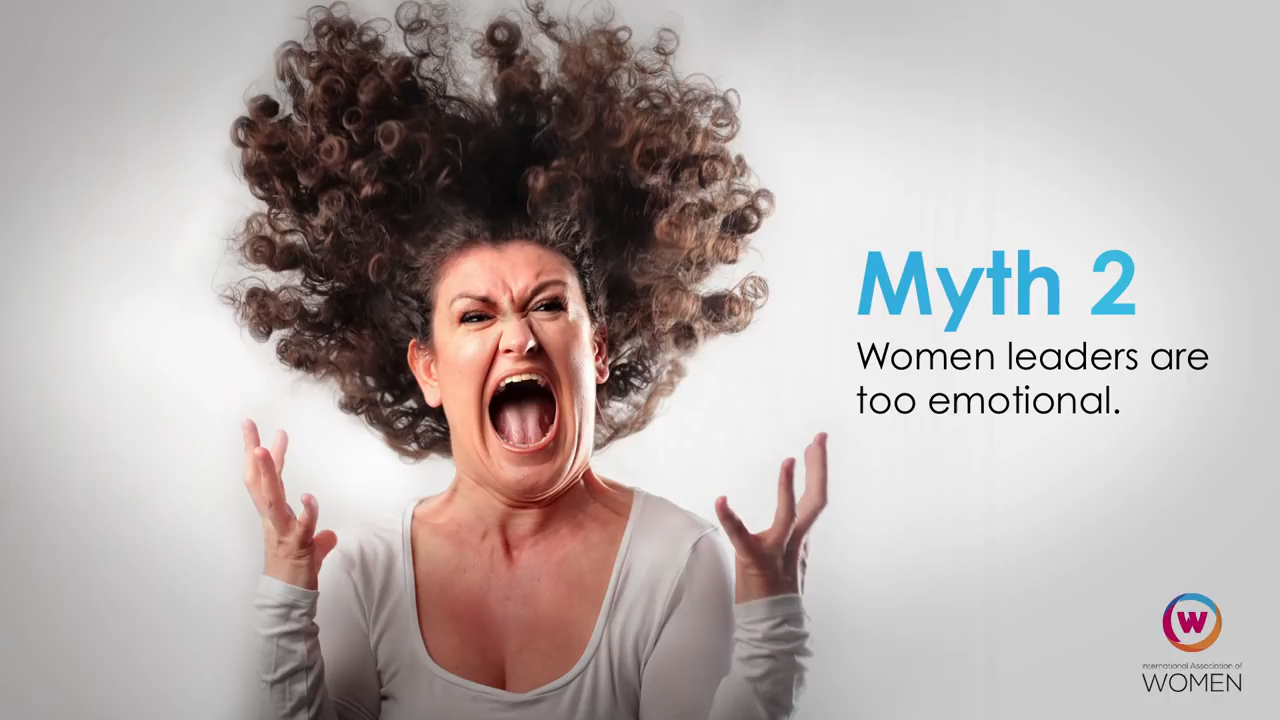 Myth 2
Women leaders are
too emotional.
W
International Association of
WOMEN